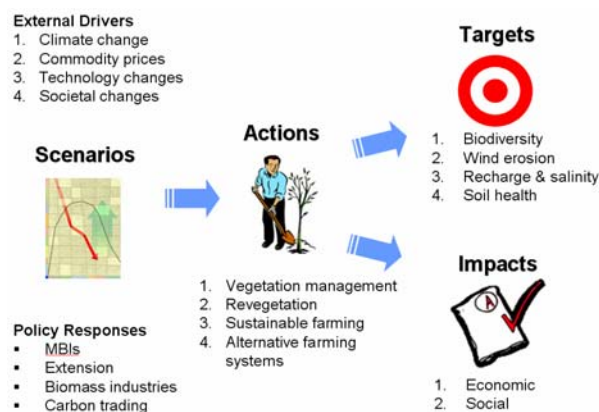 External Drivers
1. Climate change
2. Commodity prices
3. Technology changes
4. Societal changes
Scenarios
Policy Responses
▪ MBIs
▪ Extension
▪ Biomass industries
▪ Carbon trading
Actions
1. Vegetation management
2. Revegetation
3. Sustainable farming
4. Alternative farming
systems
Targets
1. Biodiversity
2. Wind erosion
3. Recharge & salinity
4. Soil health
Impacts
A
1. Economic
2. Social